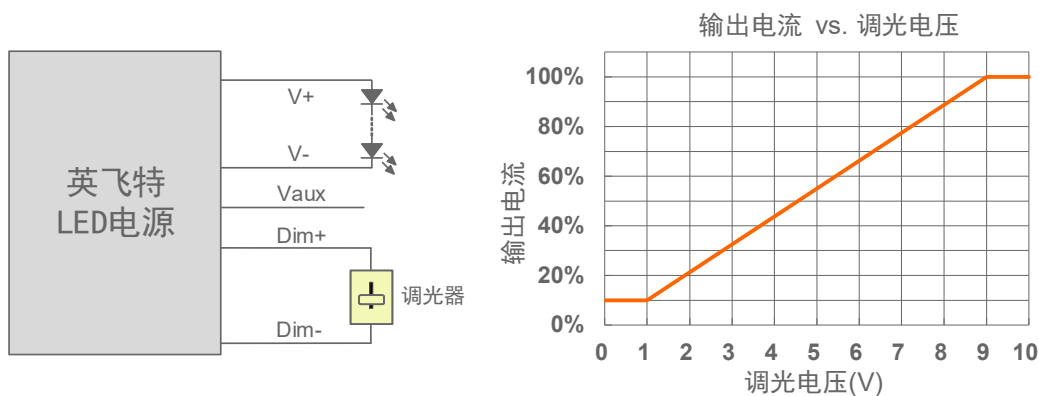 V+
V-
Vaux
Dim+
Dim-
英飞特
LED电源
调光器
输出电流 vs. 调光电压
输出电流
100%
80%
60%
40%
20%
0%
0 1 2 3 4 5 6 7 8 9 10
调光电压(V)